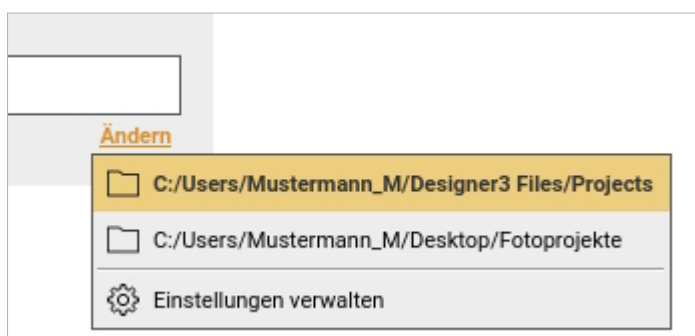 Ändern
C:/Users/Mustermann_M/Designer3 Files/Projects
C:/Users/Mustermann_M/Desktop/Fotoprojekte
Einstellungen verwalten